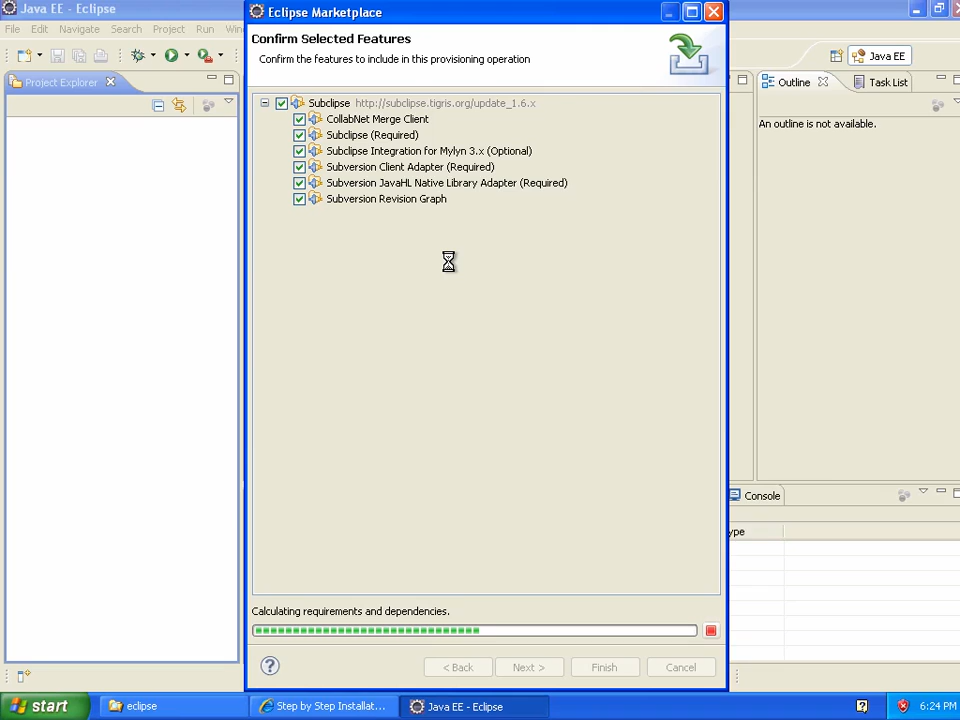 Java EE - Eclipse
File Edit Navigate Search Project Run
Java EE
Project Explorer
Eclipse Marketplace
Confirm Selected Features
Confirm the features to include in this provisioning operation
Subclipse http://subclipse.tigris.org/update_1.6.x
CollabNet Merge Client
Subclipse (Required)
Subclipse Integration for Mylyn 3.x (Optional)
Subversion Client Adapter (Required)
Subversion JavaHL Native Library Adapter (Required)
Subversion Revision Graph
Calculating requirements and dependencies.
< Back Next > Finish Cancel
Outline Task List
An outline is not available.
Console
ype
start eclipse Step by Step Installat... Java EE - Eclipse 6:24 PM